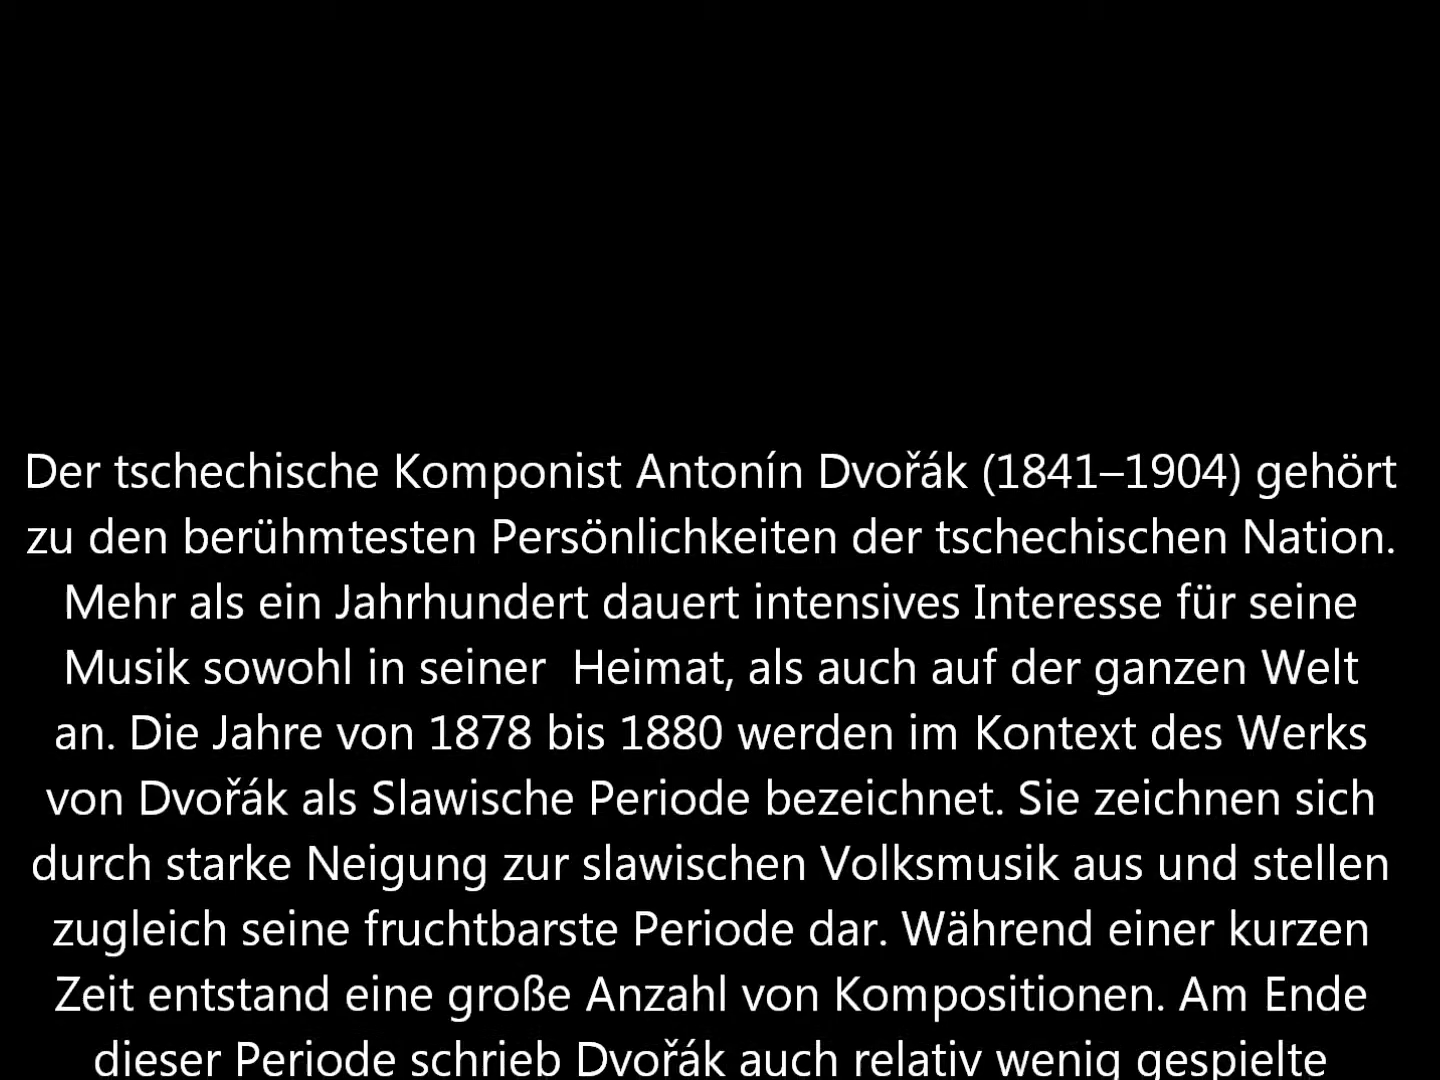 Der tschechische Komponist Antonín Dvořák (1841–1904) gehört
zu den berühmtesten Persönlichkeiten der tschechischen Nation.
Mehr als ein Jahrhundert dauert intensives Interesse für seine
Musik sowohl in seiner  Heimat, als auch auf der ganzen Welt
an. Die Jahre von 1878 bis 1880 werden im Kontext des Werks
von Dvořák als Slawische Periode bezeichnet. Sie zeichnen sich
durch starke Neigung zur slawischen Volksmusik aus und stellen
zugleich seine fruchtbarste Periode dar. Während einer kurzen
Zeit entstand eine große Anzahl von Kompositionen. Am Ende
dieser Periode schrieb Dvořák auch relativ wenig gespielte